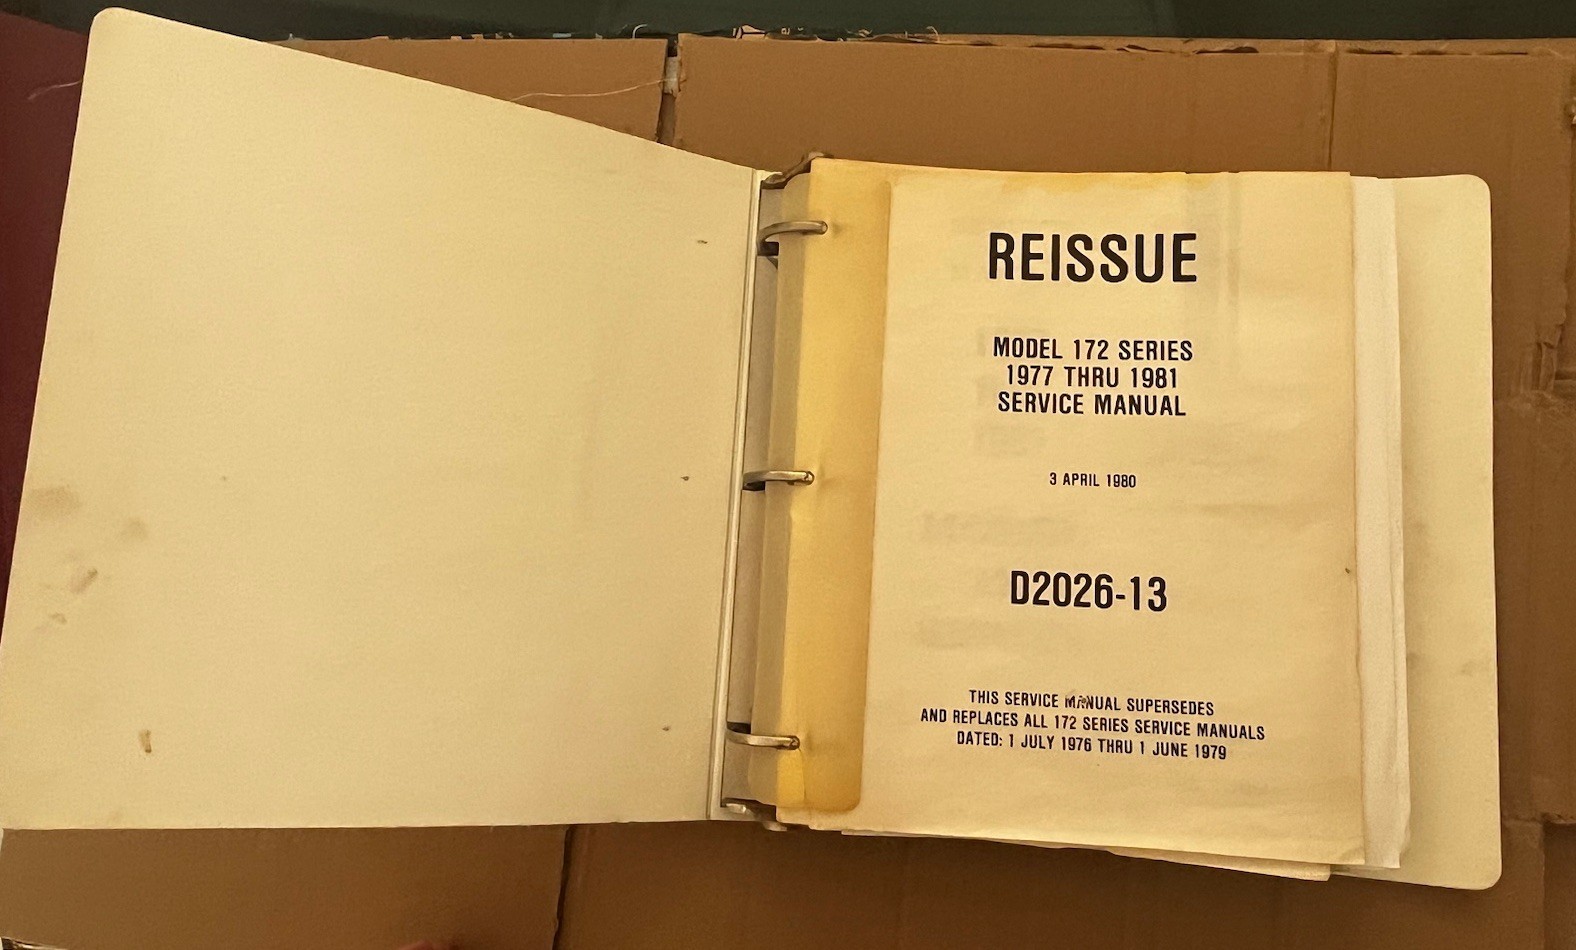 REISSUE
MODEL 172 SERIES
1977 THRU 1981
SERVICE MANUAL
3 APRIL 1980
D2026-13
THIS SERVICE MANUAL SUPERSEDES
AND REPLACES ALL 172 SERIES SERVICE MANUALS
DATED: 1 JULY 1976 THRU 1 JUNE 1979